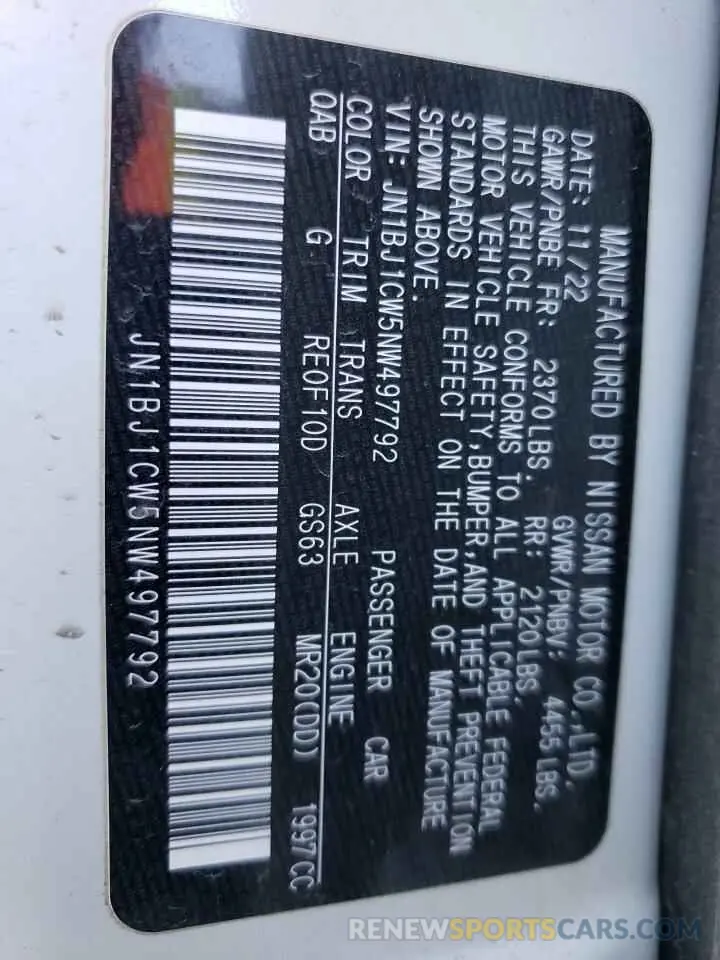 MANUFACTURED BY NISSAN MOTOR CO.,LTD.
DATE: 11/22 GVWR/PNBV: 4455 LBS.
GAWR/PNBE FR: 2370LBS. RR: 2120LBS.
THIS VEHICLE CONFORMS TO ALL APPLICABLE FEDERAL
MOTOR VEHICLE SAFETY,BUMPER,AND THEFT PREVENTION
STANDARDS IN EFFECT ON THE DATE OF MANUFACTURE
SHOWN ABOVE.
VIN: JN1BJ1CW5NW497792 PASSENGER CAR
COLOR TRIM TRANS AXLE ENGINE
QAB G RE0F10D GS63 MR20(DD) 1997CC
JN1BJ1CW5NW497792
RENEWSPORTSCARS.COM